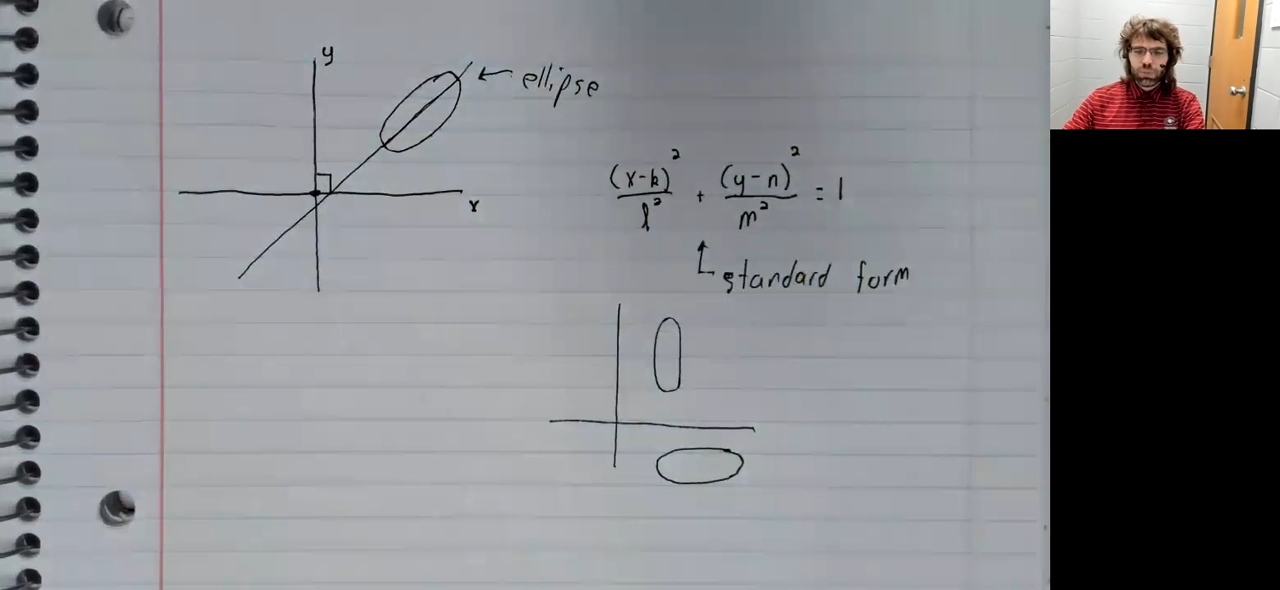 y
← ellipse
x
(x-k)²/l² + (y-n)²/m² = 1
standard form